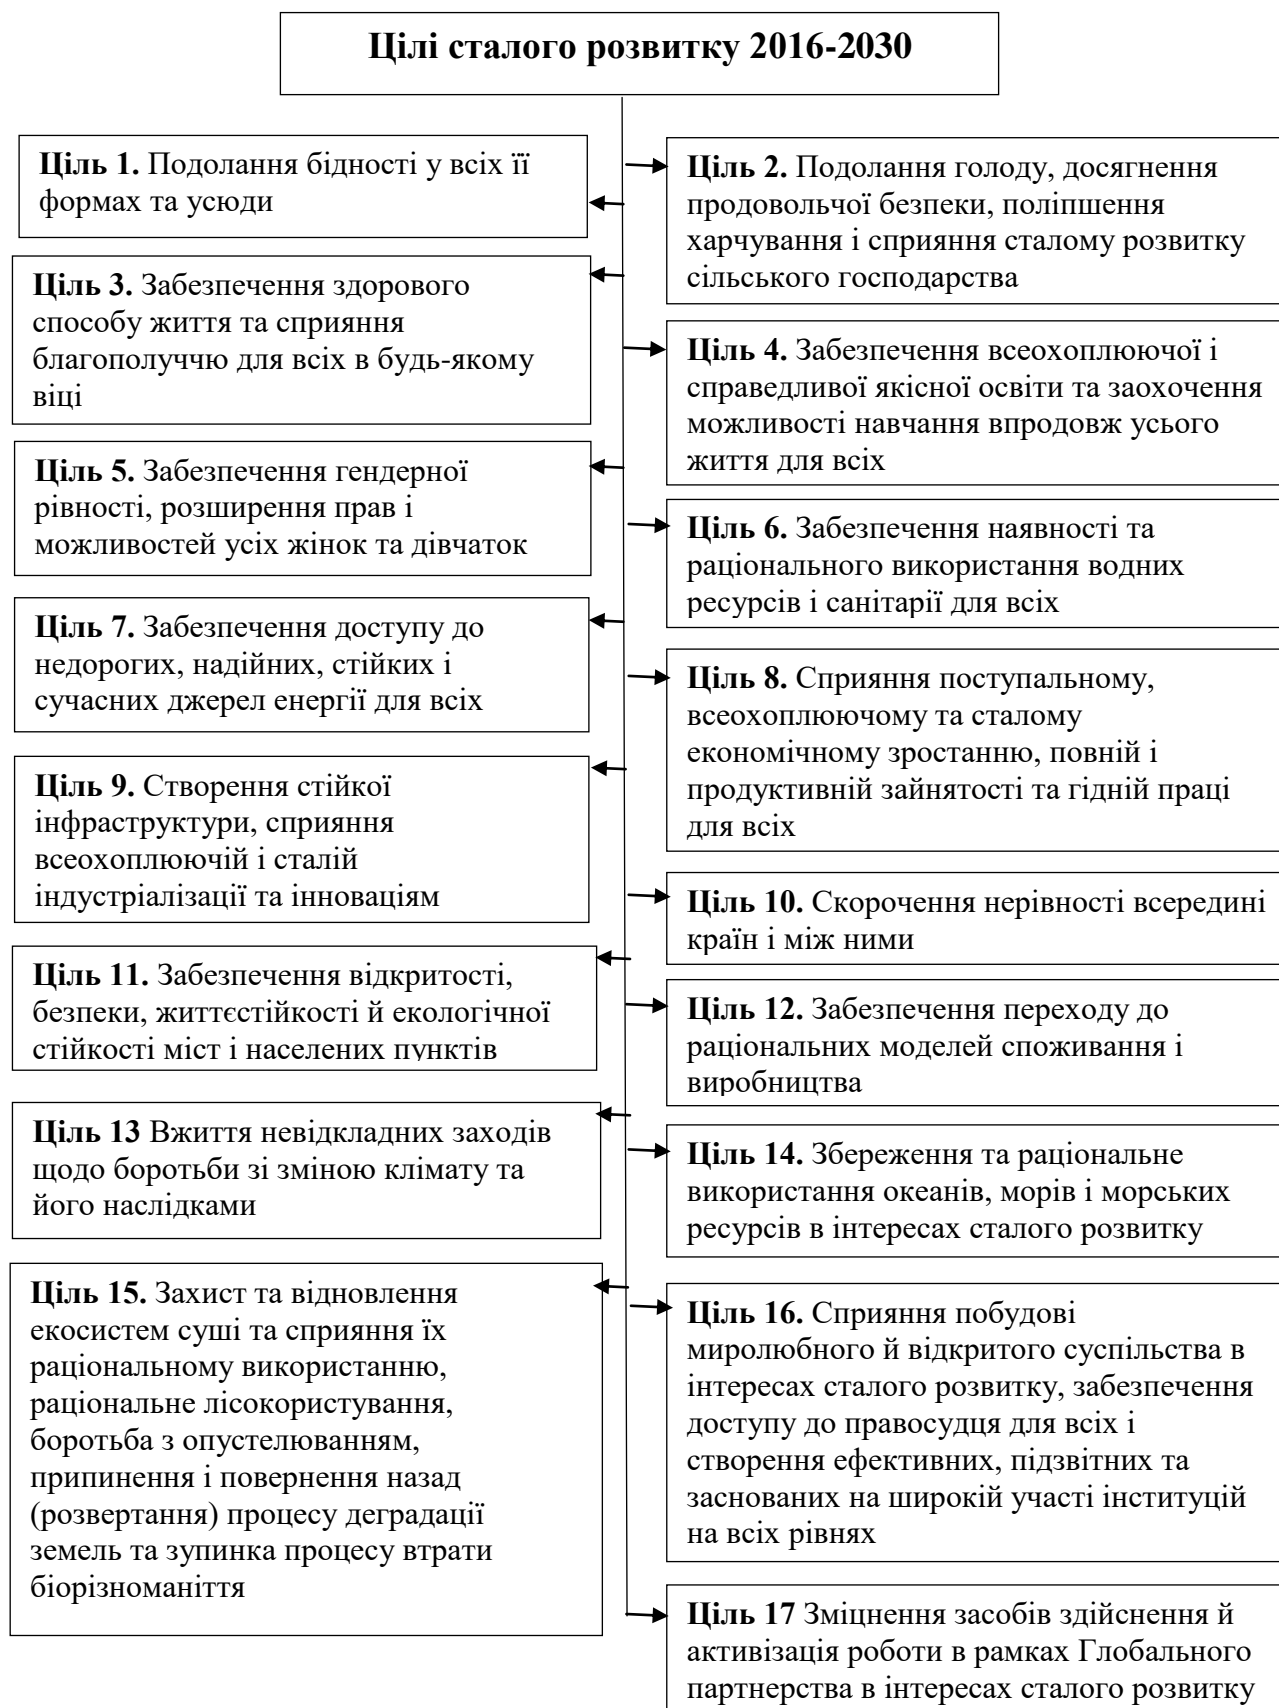 Цілі сталого розвитку 2016-2030
Ціль 1. Подолання бідності у всіх її
формах та усюди
Ціль 2. Подолання голоду, досягнення
продовольчої безпеки, поліпшення
харчування і сприяння сталому розвитку
сільського господарства
Ціль 3. Забезпечення здорового
способу життя та сприяння
благополуччю для всіх в будь-якому
віці
Ціль 4. Забезпечення всеохоплюючої і
справедливої якісної освіти та заохочення
можливості навчання впродовж усього
життя для всіх
Ціль 5. Забезпечення гендерної
рівності, розширення прав і
можливостей усіх жінок та дівчаток
Ціль 6. Забезпечення наявності та
раціонального використання водних
ресурсів і санітарії для всіх
Ціль 7. Забезпечення доступу до
недорогих, надійних, стійких і
сучасних джерел енергії для всіх
Ціль 8. Сприяння поступальному,
всеохоплюючому та сталому
економічному зростанню, повній і
продуктивній зайнятості та гідній праці
для всіх
Ціль 9. Створення стійкої
інфраструктури, сприяння
всеохоплюючій і сталій
індустріалізації та інноваціям
Ціль 10. Скорочення нерівності всередині
країн і між ними
Ціль 11. Забезпечення відкритості,
безпеки, життєстійкості й екологічної
стійкості міст і населених пунктів
Ціль 12. Забезпечення переходу до
раціональних моделей споживання і
виробництва
Ціль 13 Вжиття невідкладних заходів
щодо боротьби зі зміною клімату та
його наслідками
Ціль 14. Збереження та раціональне
використання океанів, морів і морських
ресурсів в інтересах сталого розвитку
Ціль 15. Захист та відновлення
екосистем суші та сприяння їх
раціональному використанню,
раціональне лісокористування,
боротьба з опустелюванням,
припинення і повернення назад
(розвертання) процесу деградації
земель та зупинка процесу втрати
біорізноманіття
Ціль 16. Сприяння побудові
миролюбного й відкритого суспільства в
інтересах сталого розвитку, забезпечення
доступу до правосудця для всіх і
створення ефективних, підзвітних та
заснованих на широкій участі інституцій
на всіх рівнях
Ціль 17 Зміцнення засобів здійснення й
активізація роботи в рамках Глобального
партнерства в інтересах сталого розвитку